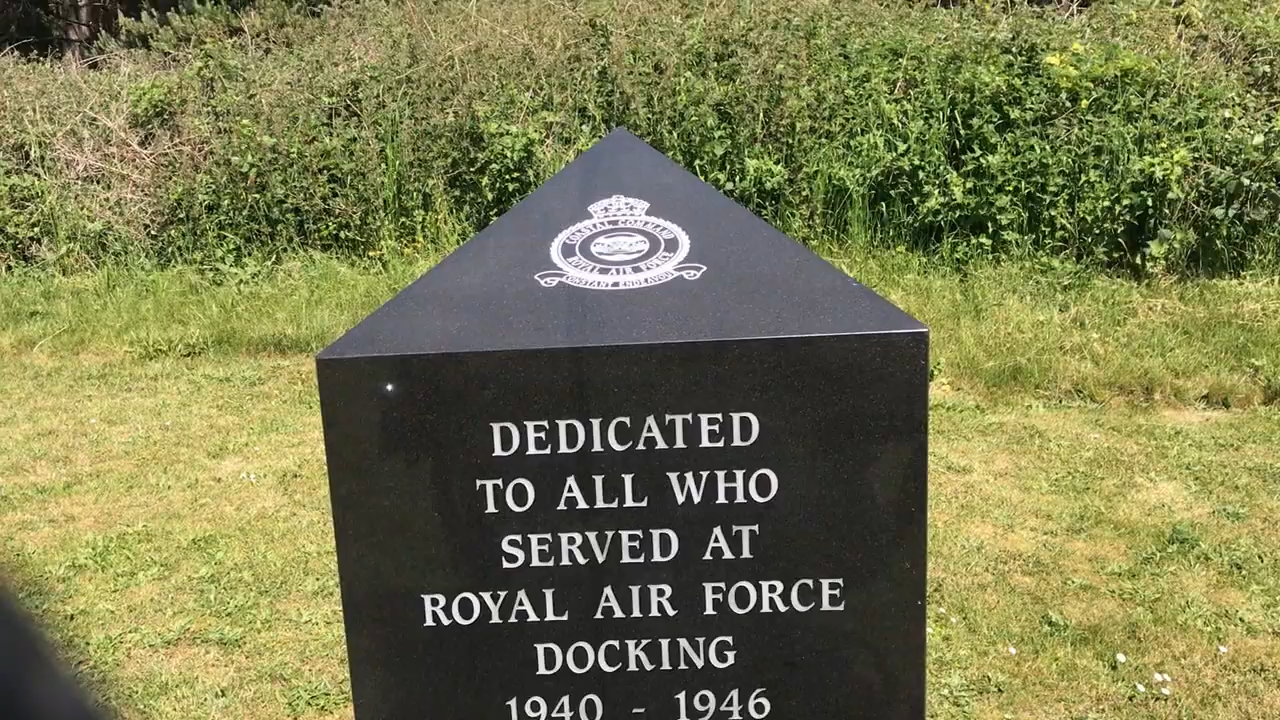 COASTAL COMMAND
ROYAL AIR FORCE
CONSTANT ENDEAVOUR
DEDICATED
TO ALL WHO
SERVED AT
ROYAL AIR FORCE
DOCKING
1940 - 1946